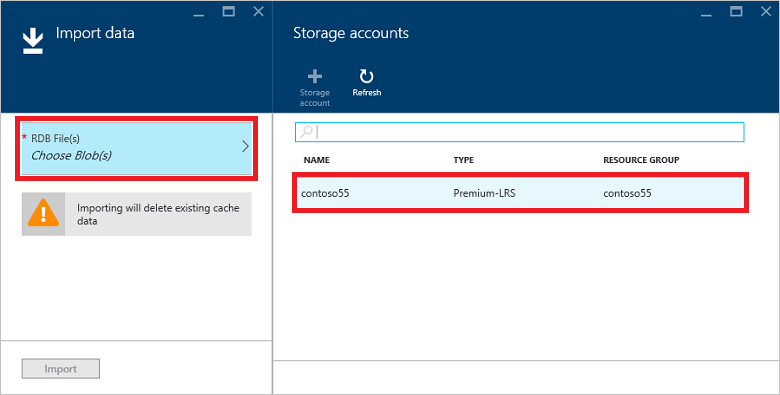 Import data
* RDB File(s)
Choose Blob(s)
Importing will delete existing cache
data
Import
Storage accounts
Storage
account
Refresh
NAME TYPE RESOURCE GROUP
contoso55 Premium-LRS contoso55